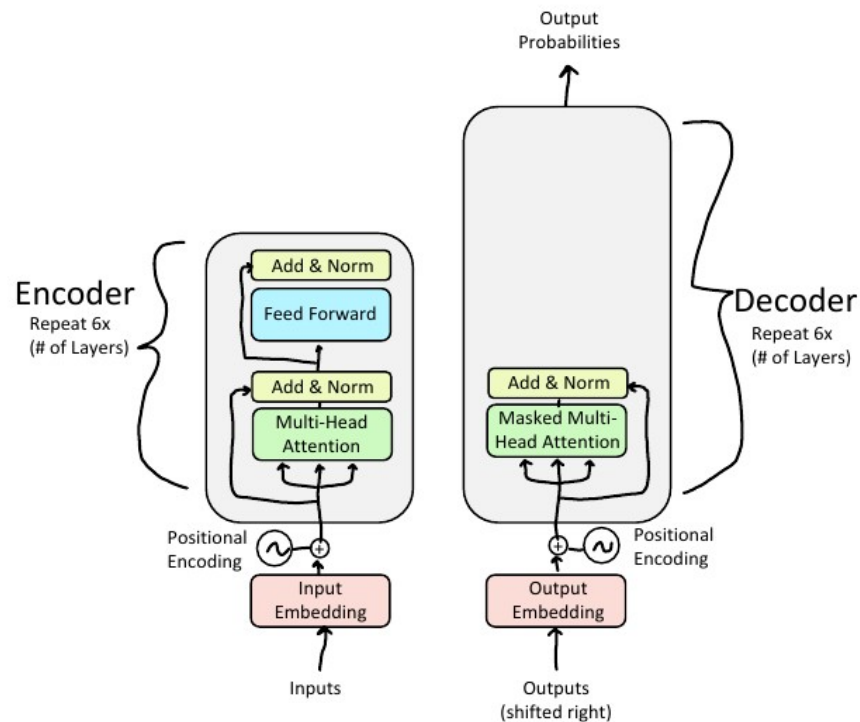 Output
Probabilities
Encoder
Repeat 6x
(# of Layers)
Add & Norm
Feed Forward
Add & Norm
Multi-Head
Attention
Positional
Encoding
+
Input
Embedding
Inputs
Decoder
Repeat 6x
(# of Layers)
Add & Norm
Masked Multi-
Head Attention
+
Positional
Encoding
Output
Embedding
Outputs
(shifted right)